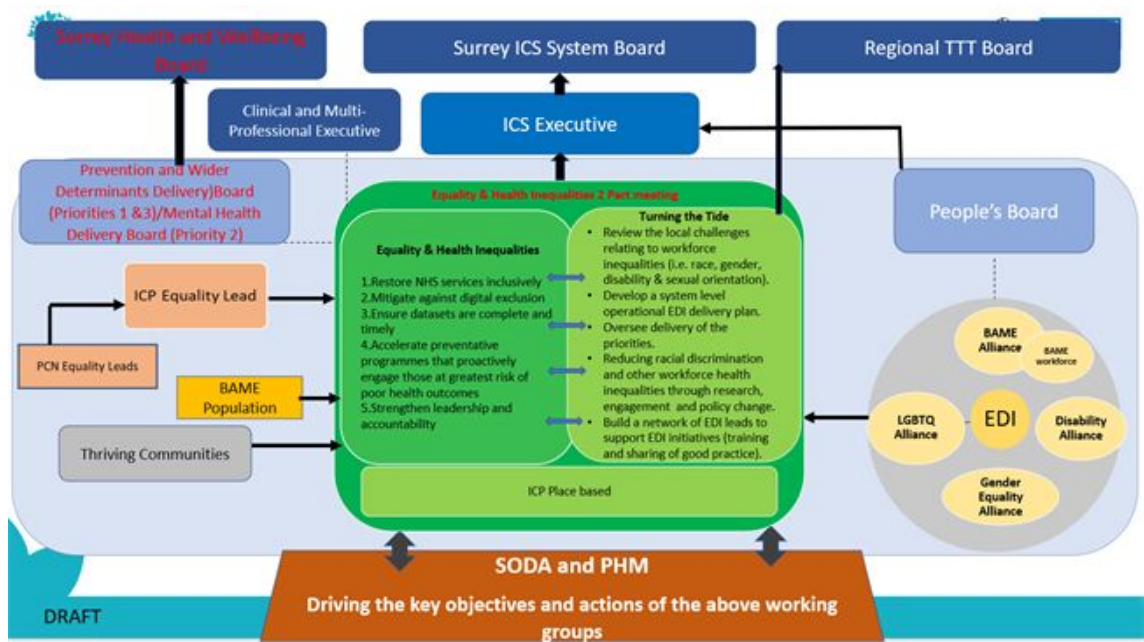 Surrey Health and Wellbeing
Board
Surrey ICS System Board
Regional TTT Board
Clinical and Multi-
Professional Executive
ICS Executive
Prevention and Wider
Determinants Delivery)Board
(Priorities 1 &3)/Mental Health
Delivery Board (Priority 2)
People's Board
Equality & Health Inequalities 2 Part meeting
Equality & Health Inequalities
1.Restore NHS services inclusively
2.Mitigate against digital exclusion
3.Ensure datasets are complete and
timely
4.Accelerate preventative
programmes that proactively
engage those at greatest risk of
poor health outcomes
5.Strengthen leadership and
accountability
Turning the Tide
• Review the local challenges
relating to workforce
inequalities (i.e. race, gender,
disability & sexual orientation).
• Develop a system level
operational EDI delivery plan.
• Oversee delivery of the
priorities.
• Reducing racial discrimination
and other workforce health
inequalities through research,
engagement and policy change.
• Build a network of EDI leads to
support EDI initiatives (training
and sharing of good practice).
ICP Equality Lead
PCN Equality Leads
BAME
Population
Thriving Communities
ICP Place based
BAME
Alliance
BAME
workforce
LGBTQ
Alliance
EDI
Disability
Alliance
Gender
Equality
Alliance
SODA and PHM
Driving the key objectives and actions of the above working
groups
DRAFT